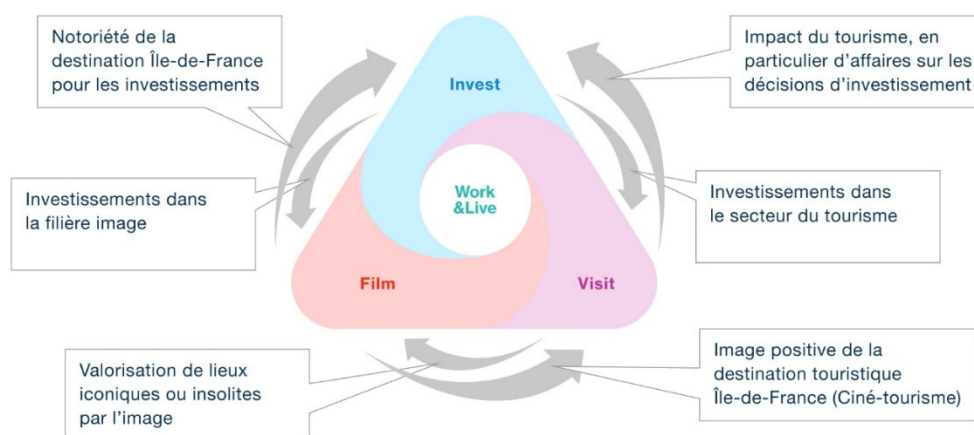 Notoriété de la
destination Île-de-France
pour les investissements
Impact du tourisme, en
particulier d'affaires sur les
décisions d'investissement
Invest
Investissements dans
la filière image
Work
&Live
Investissements dans
le secteur du tourisme
Film
Visit
Valorisation de lieux
iconiques ou insolites
par l'image
Image positive de la
destination touristique
Île-de-France (Ciné-tourisme)